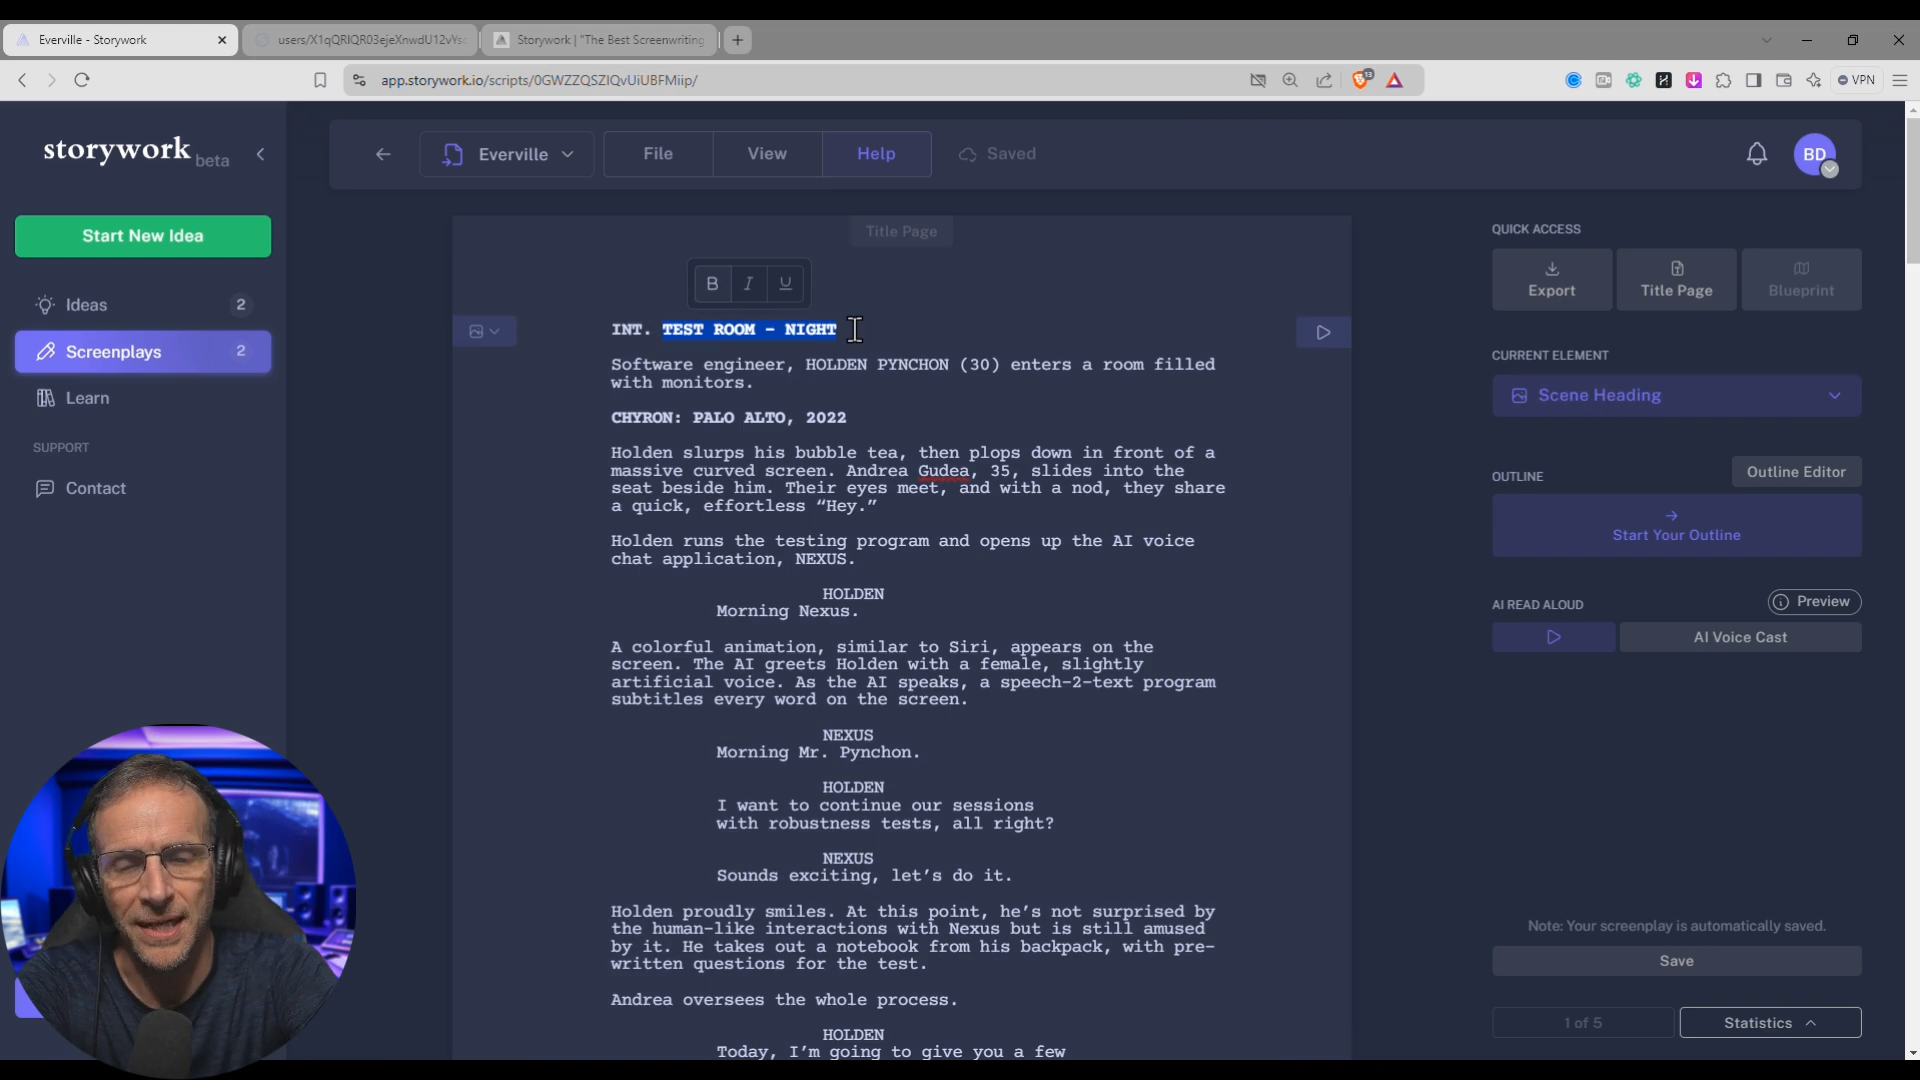 Everville - Storywork
users/X1qQRlQR03ejeXnwdU12vYsc
Storywork | "The Best Screenwriting
app.storywork.io/scripts/0GWZZQSZIQvUiUBFMiip/
13
VPN
storywork beta
Everville
File
View
Help
Saved
BD
Start New Idea
Ideas 2
Screenplays 2
Learn
SUPPORT
Contact
Title Page
B I U
INT. TEST ROOM - NIGHT
Software engineer, HOLDEN PYNCHON (30) enters a room filled
with monitors.
CHYRON: PALO ALTO, 2022
Holden slurps his bubble tea, then plops down in front of a
massive curved screen. Andrea Gudea, 35, slides into the
seat beside him. Their eyes meet, and with a nod, they share
a quick, effortless “Hey.”
Holden runs the testing program and opens up the AI voice
chat application, NEXUS.
HOLDEN
Morning Nexus.
A colorful animation, similar to Siri, appears on the
screen. The AI greets Holden with a female, slightly
artificial voice. As the AI speaks, a speech-2-text program
subtitles every word on the screen.
NEXUS
Morning Mr. Pynchon.
HOLDEN
I want to continue our sessions
with robustness tests, all right?
NEXUS
Sounds exciting, let’s do it.
Holden proudly smiles. At this point, he’s not surprised by
the human-like interactions with Nexus but is still amused
by it. He takes out a notebook from his backpack, with pre-
written questions for the test.
Andrea oversees the whole process.
HOLDEN
Today, I’m going to give you a few
QUICK ACCESS
Export
Title Page
Blueprint
CURRENT ELEMENT
Scene Heading
OUTLINE
Outline Editor
Start Your Outline
AI READ ALOUD
Preview
AI Voice Cast
Note: Your screenplay is automatically saved.
Save
1 of 5
Statistics